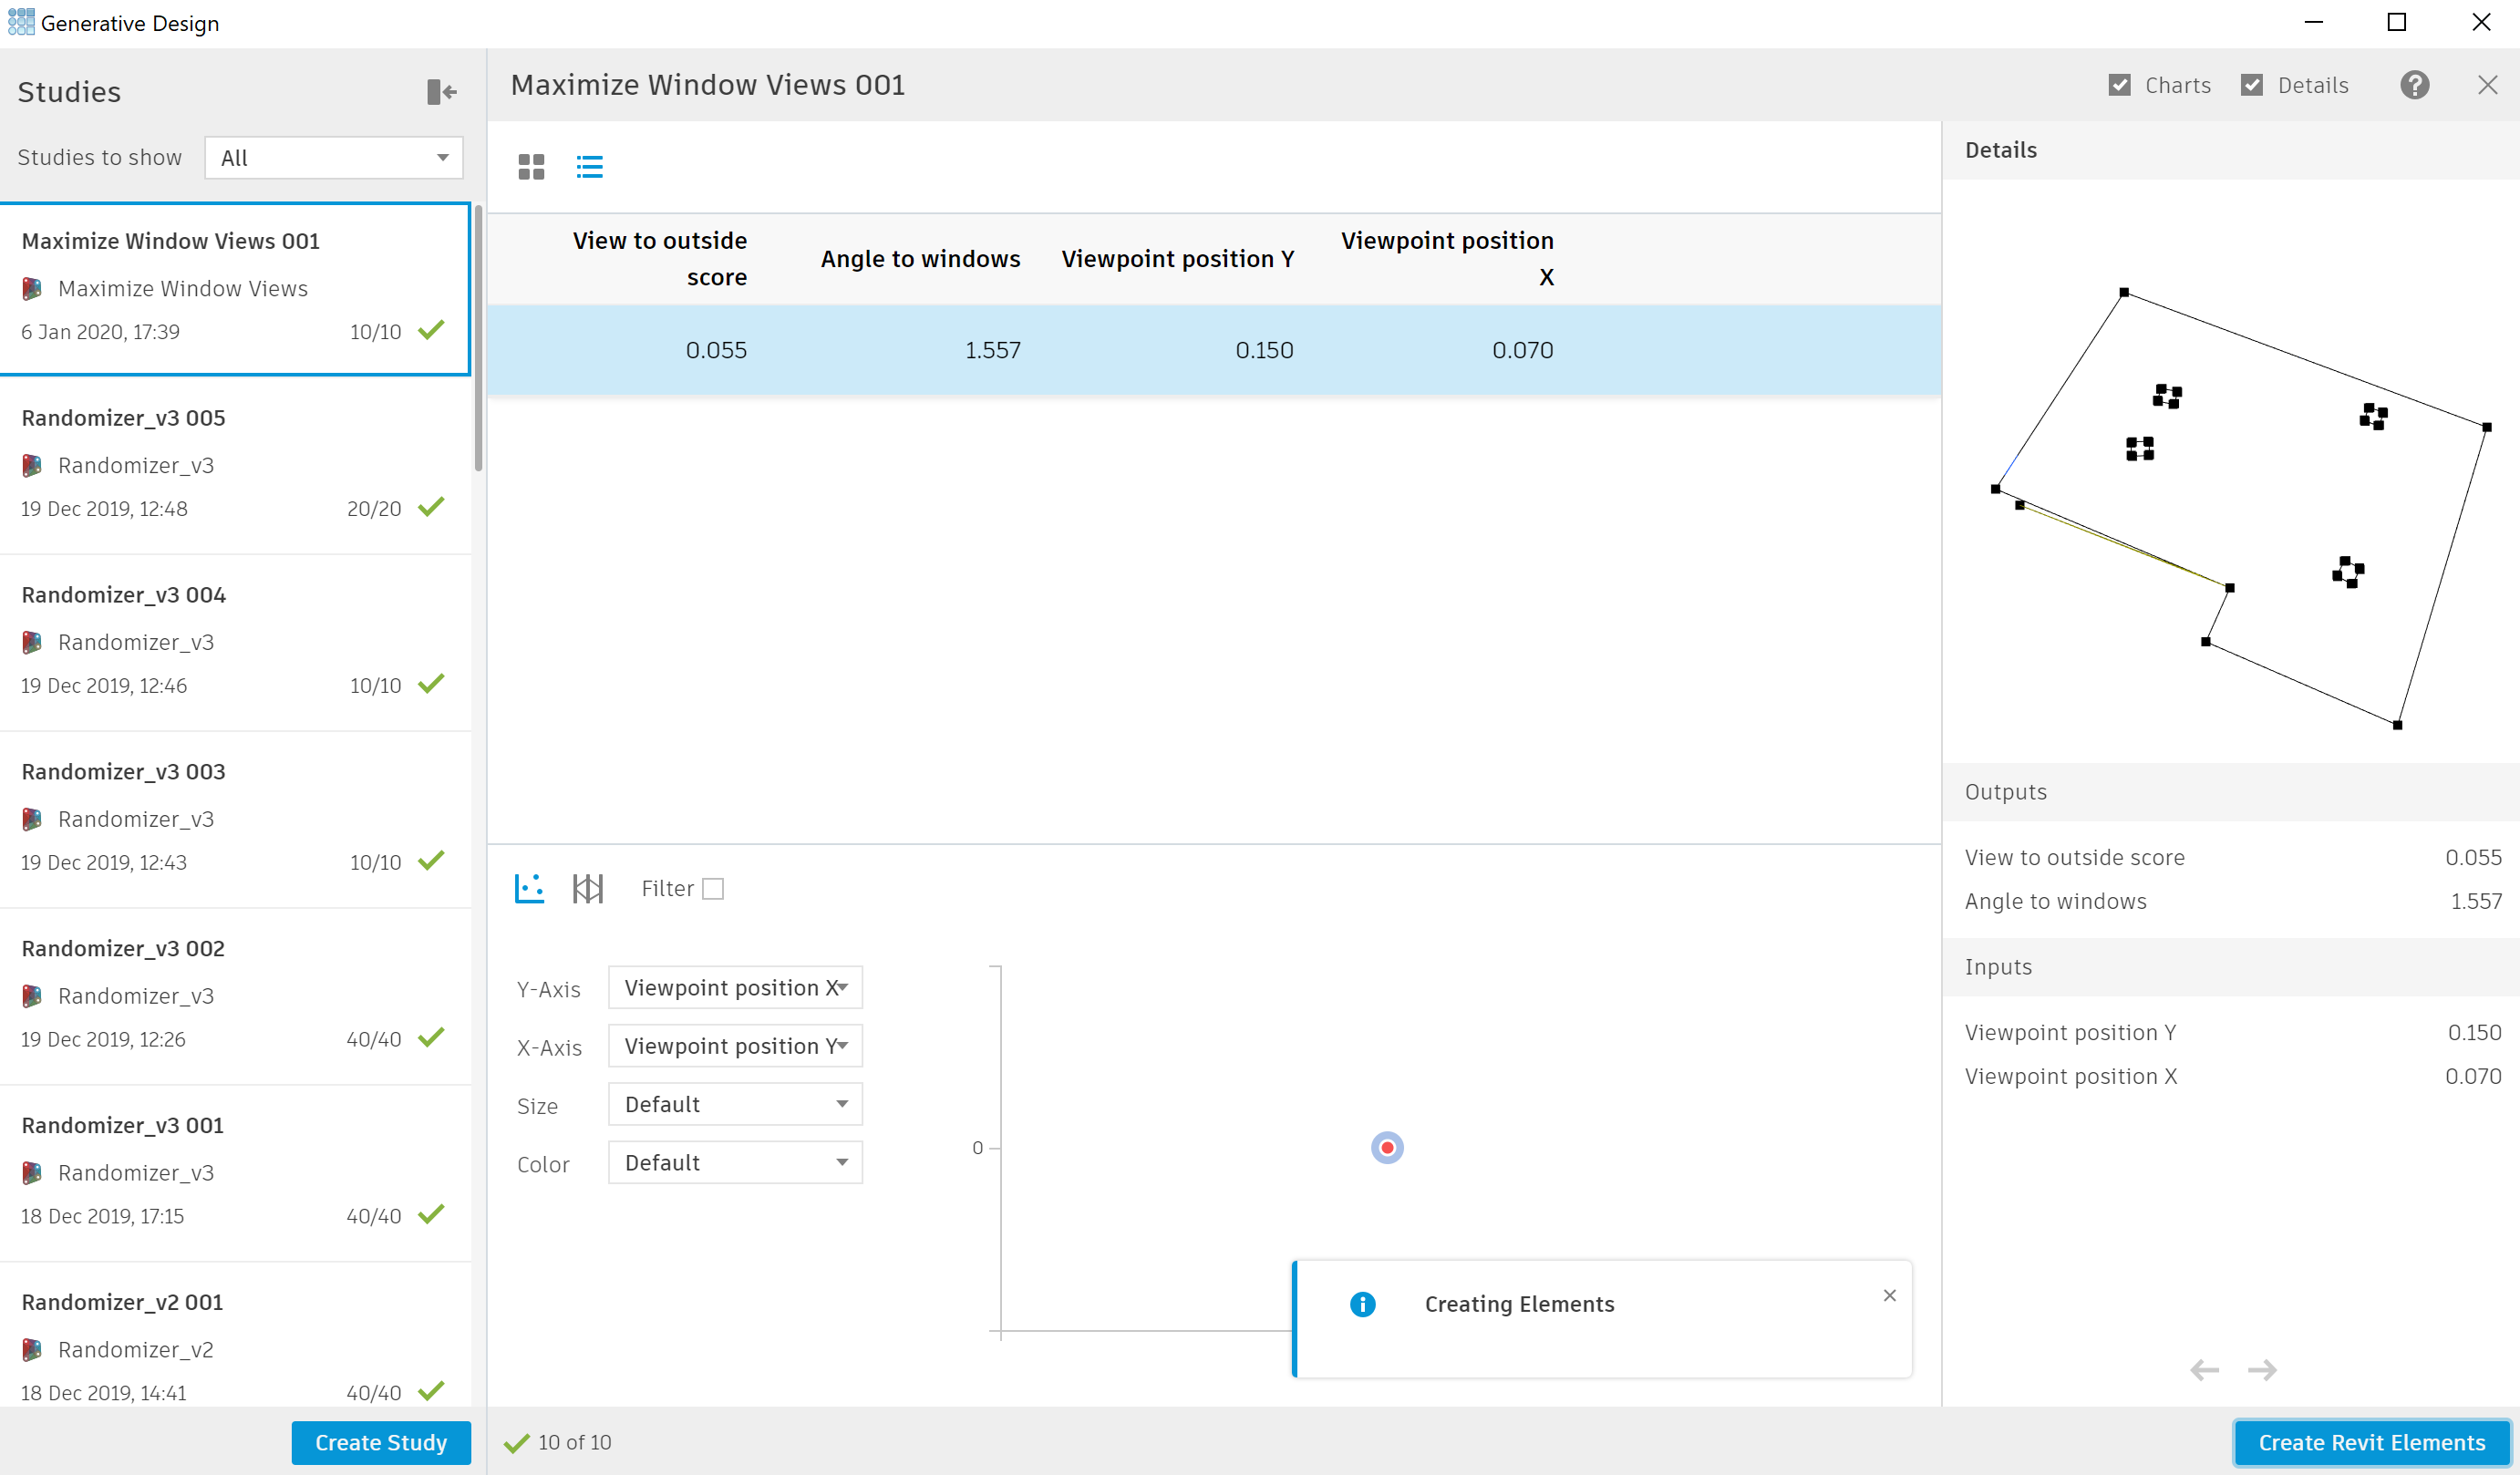 Generative Design
Studies
Studies to show
All
Maximize Window Views 001
Maximize Window Views
6 Jan 2020, 17:39
10/10
Randomizer_v3 005
Randomizer_v3
19 Dec 2019, 12:48
20/20
Randomizer_v3 004
Randomizer_v3
19 Dec 2019, 12:46
10/10
Randomizer_v3 003
Randomizer_v3
19 Dec 2019, 12:43
10/10
Randomizer_v3 002
Randomizer_v3
19 Dec 2019, 12:26
40/40
Randomizer_v3 001
Randomizer_v3
18 Dec 2019, 17:15
40/40
Randomizer_v2 001
Randomizer_v2
18 Dec 2019, 14:41
40/40
Create Study
Maximize Window Views 001
Charts
Details
View to outside
score
Angle to windows
Viewpoint position Y
Viewpoint position
X
0.055
1.557
0.150
0.070
Filter
Y-Axis
Viewpoint position X
X-Axis
Viewpoint position Y
Size
Default
Color
Default
0
Creating Elements
10 of 10
Details
Outputs
View to outside score
0.055
Angle to windows
1.557
Inputs
Viewpoint position Y
0.150
Viewpoint position X
0.070
Create Revit Elements